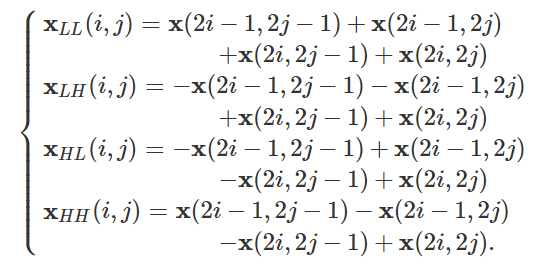 x_{LL}(i, j) = x(2i − 1, 2j − 1) + x(2i − 1, 2j)
+x(2i, 2j − 1) + x(2i, 2j)
x_{LH}(i, j) = −x(2i − 1, 2j − 1) − x(2i − 1, 2j)
+x(2i, 2j − 1) + x(2i, 2j)
x_{HL}(i, j) = −x(2i − 1, 2j − 1) + x(2i − 1, 2j)
−x(2i, 2j − 1) + x(2i, 2j)
x_{HH}(i, j) = x(2i − 1, 2j − 1) − x(2i − 1, 2j)
−x(2i, 2j − 1) + x(2i, 2j).